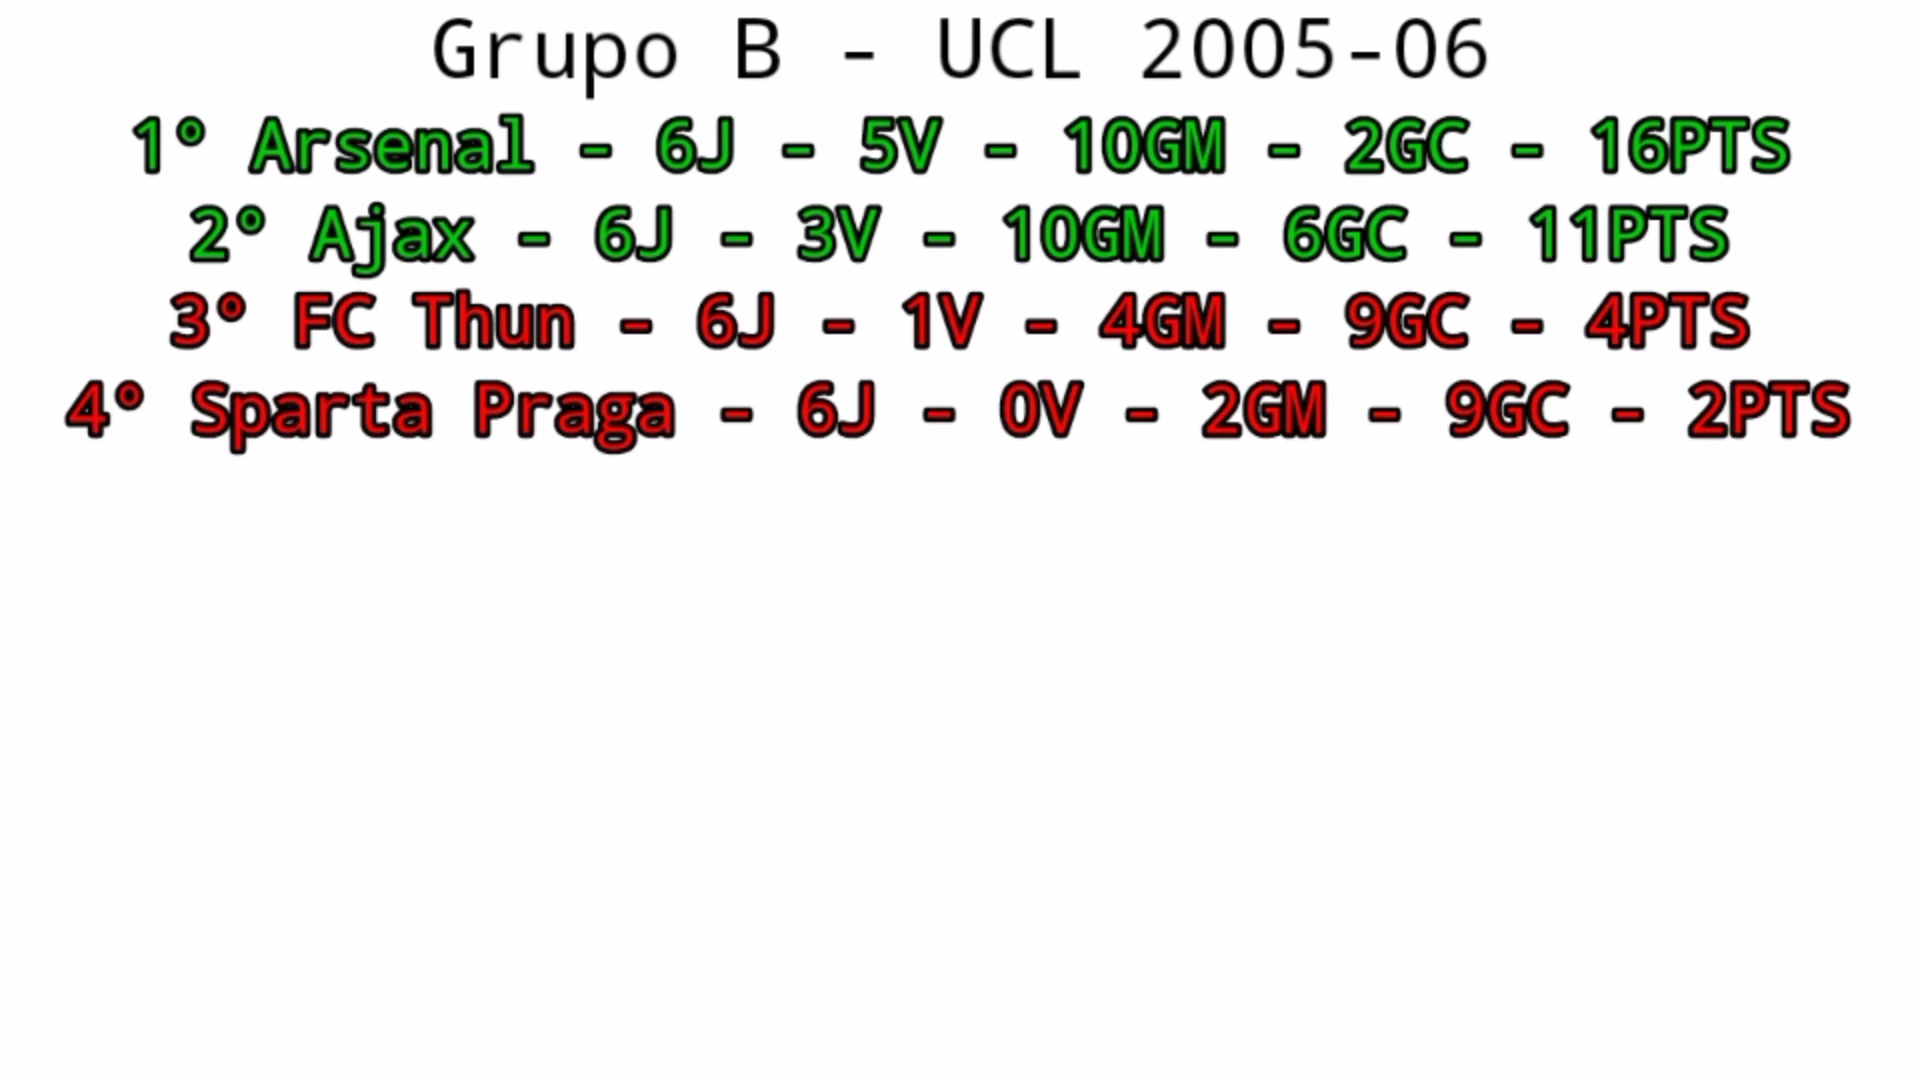 Grupo B - UCL 2005-06
1° Arsenal - 6J - 5V - 10GM - 2GC - 16PTS
2° Ajax - 6J - 3V - 10GM - 6GC - 11PTS
3° FC Thun - 6J - 1V - 4GM - 9GC - 4PTS
4° Sparta Praga - 6J - 0V - 2GM - 9GC - 2PTS